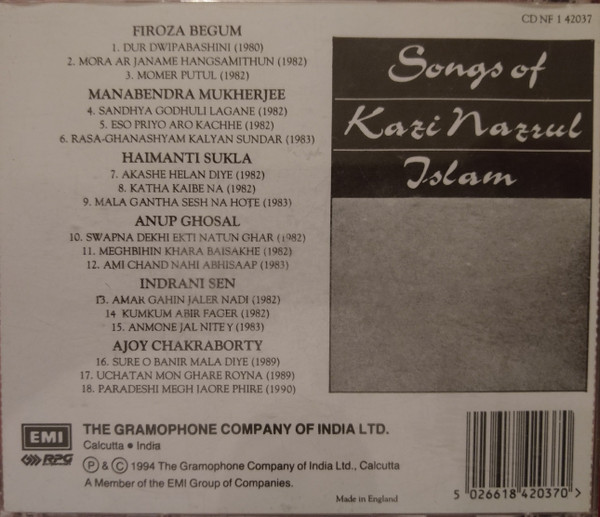 CD NF 1 42037
FIROZA BEGUM
1. DUR DWIPABASHINI (1980)
2. MORA AR JANAME HANGSAMITHUN (1982)
3. MOMER PUTUL (1982)
MANABENDRA MUKHERJEE
4. SANDHYA GODHULI LAGANE (1982)
5. ESO PRIYO ARO KACHHE (1982)
6. RASA-GHANASHYAM KALYAN SUNDAR (1983)
HAIMANTI SUKLA
7. AKASHE HELAN DIYE (1982)
8. KATHA KAIBE NA (1982)
9. MALA GANTHA SESH NA HOTE (1983)
ANUP GHOSAL
10. SWAPNA DEKHI EKTI NATUN GHAR (1982)
11. MEGHBIHIN KHARA BAISAKHE (1982)
12. AMI CHAND NAHI ABHISAAP (1983)
INDRANI SEN
13. AMAR GAHIN JALER NADI (1982)
14 KUMKUM ABIR FAGER (1982)
15. ANMONE JAL NITE Y (1983)
AJOY CHAKRABORTY
16. SURE O BANIR MALA DIYE (1989)
17. UCHATAN MON GHARE ROYNA (1989)
18. PARADESHI MEGH JAORE PHIRE (1990)
Songs of
Kazi Nazrul
Islam
EMI
RPG
THE GRAMOPHONE COMPANY OF INDIA LTD.
Calcutta • India
Ⓟ & © 1994 The Gramophone Company of India Ltd., Calcutta
A Member of the EMI Group of Companies.
Made in England
5 026618 420370 >